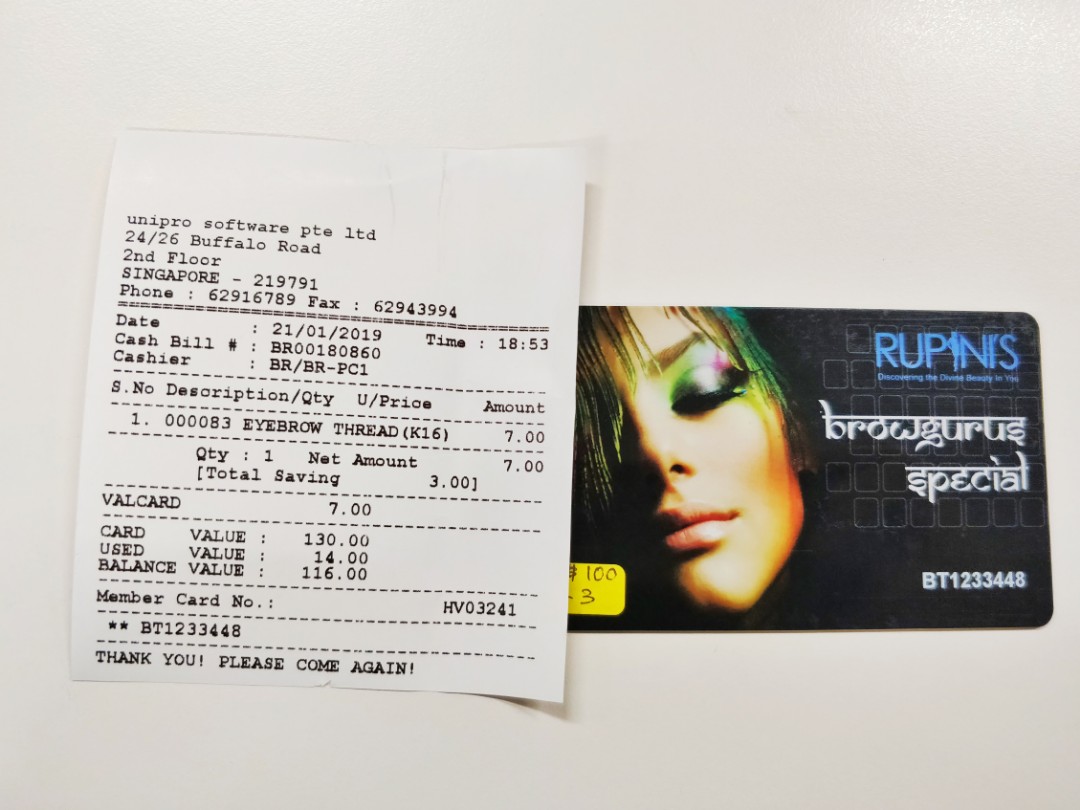 unipro software pte ltd
24/26 Buffalo Road
2nd Floor
SINGAPORE - 219791
Phone : 62916789 Fax : 62943994
Date : 21/01/2019 Time : 18:53
Cash Bill # : BR00180860
Cashier : BR/BR-PC1
S.No Description/Qty U/Price Amount
1. 000083 EYEBROW THREAD(K16) 7.00
Qty : 1 Net Amount 7.00
[Total Saving 3.00]
VALCARD 7.00
CARD VALUE : 130.00
USED VALUE : 14.00
BALANCE VALUE : 116.00
Member Card No.: HV03241
** BT1233448
THANK YOU! PLEASE COME AGAIN!
RUPINI'S
Discovering the Divine Beauty In You
browgurus
special
BT1233448
# 100
- 3